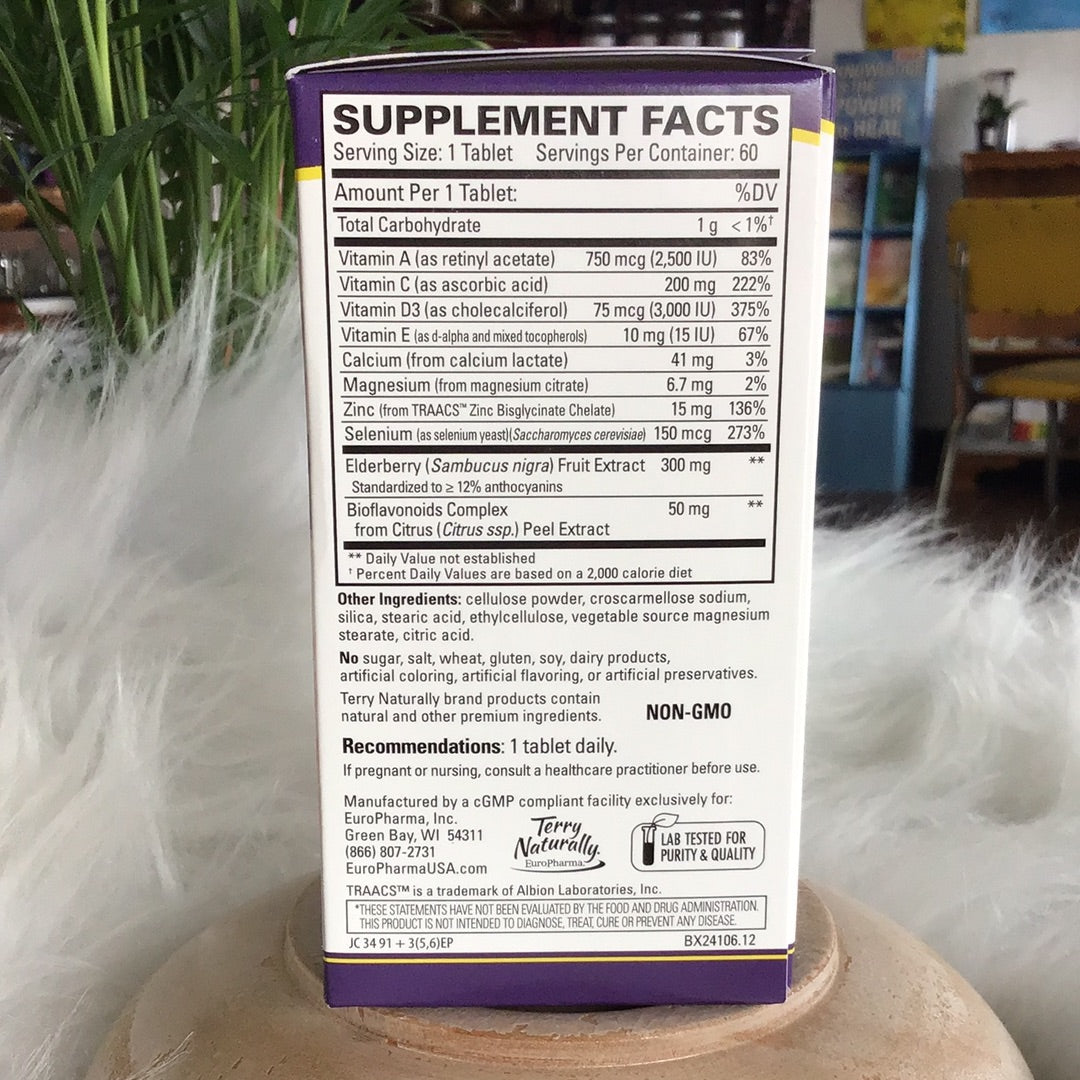 SUPPLEMENT FACTS
Serving Size: 1 Tablet Servings Per Container: 60
Amount Per 1 Tablet: %DV
Total Carbohydrate 1 g <1%†
Vitamin A (as retinyl acetate) 750 mcg (2,500 IU) 83%
Vitamin C (as ascorbic acid) 200 mg 222%
Vitamin D3 (as cholecalciferol) 75 mcg (3,000 IU) 375%
Vitamin E (as d-alpha and mixed tocopherols) 10 mg (15 IU) 67%
Calcium (from calcium lactate) 41 mg 3%
Magnesium (from magnesium citrate) 6.7 mg 2%
Zinc (from TRAACS™ Zinc Bisglycinate Chelate) 15 mg 136%
Selenium (as selenium yeast)(Saccharomyces cerevisiae) 150 mcg 273%
Elderberry (Sambucus nigra) Fruit Extract 300 mg **
Standardized to ≥ 12% anthocyanins
Bioflavonoids Complex 50 mg **
from Citrus (Citrus ssp.) Peel Extract
** Daily Value not established
† Percent Daily Values are based on a 2,000 calorie diet
Other Ingredients: cellulose powder, croscarmellose sodium,
silica, stearic acid, ethylcellulose, vegetable source magnesium
stearate, citric acid.
No sugar, salt, wheat, gluten, soy, dairy products,
artificial coloring, artificial flavoring, or artificial preservatives.
Terry Naturally brand products contain
natural and other premium ingredients.
NON-GMO
Recommendations: 1 tablet daily.
If pregnant or nursing, consult a healthcare practitioner before use.
Manufactured by a cGMP compliant facility exclusively for:
EuroPharma, Inc.
Green Bay, WI 54311
(866) 807-2731
EuroPharmaUSA.com
Terry
Naturally
EuroPharma
LAB TESTED FOR
PURITY & QUALITY
TRAACS™ is a trademark of Albion Laboratories, Inc.
*THESE STATEMENTS HAVE NOT BEEN EVALUATED BY THE FOOD AND DRUG ADMINISTRATION.
THIS PRODUCT IS NOT INTENDED TO DIAGNOSE, TREAT, CURE OR PREVENT ANY DISEASE.
JC 34 91 + 3(5,6)EP BX24106.12
POWER
HEAL